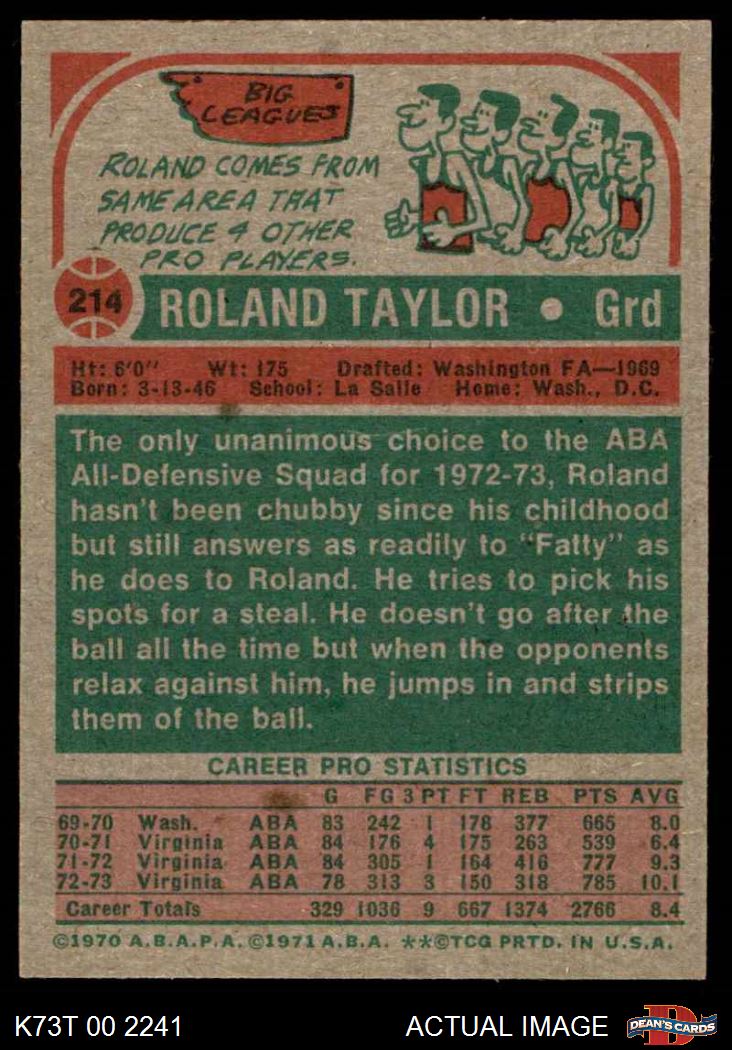 BIG
LEAGUES
ROLAND COMES FROM
SAME AREA THAT
PRODUCE 4 OTHER
PRO PLAYERS.
214 ROLAND TAYLOR • Grd
Ht: 6'0" Wt: 175 Drafted: Washington FA—1969
Born: 3-13-46 School: La Salle Home: Wash., D.C.
The only unanimous choice to the ABA
All-Defensive Squad for 1972-73, Roland
hasn't been chubby since his childhood
but still answers as readily to "Fatty" as
he does to Roland. He tries to pick his
spots for a steal. He doesn't go after the
ball all the time but when the opponents
relax against him, he jumps in and strips
them of the ball.
CAREER PRO STATISTICS
G FG 3 PT FT REB PTS AVG
69-70 Wash. ABA 83 242 1 178 377 665 8.0
70-71 Virginia ABA 84 176 4 175 263 539 6.4
71-72 Virginia ABA 84 305 1 164 416 777 9.3
72-73 Virginia ABA 78 313 3 150 318 785 10.1
Career Totals 329 1036 9 667 1374 2766 8.4
©1970 A.B.A.P.A. ©1971 A.B.A. **©TCG PRTD. IN U.S.A.
K73T 00 2241 ACTUAL IMAGE D DEAN'S CARDS